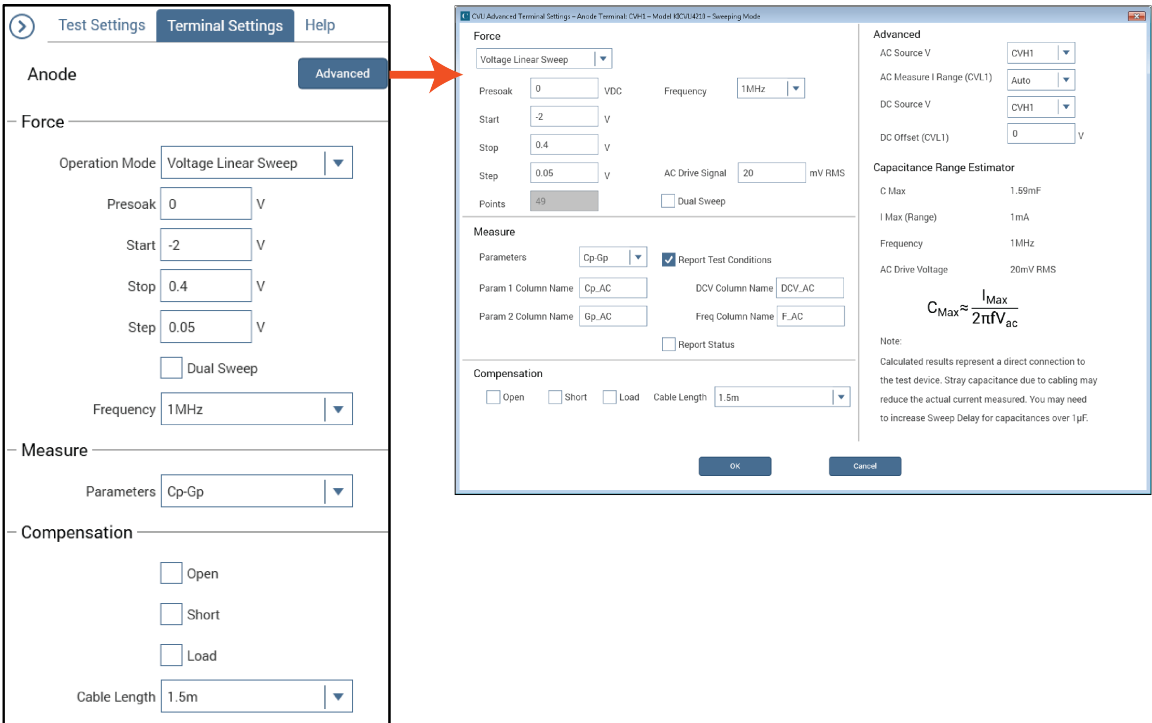 Test Settings Terminal Settings Help
Anode Advanced
Force
Operation Mode Voltage Linear Sweep
Presoak 0 V
Start -2 V
Stop 0.4 V
Step 0.05 V
Dual Sweep
Frequency 1MHz
Measure
Parameters Cp-Gp
Compensation
Open
Short
Load
Cable Length 1.5m
CVU Advanced Terminal Settings - Anode Terminal: CVH1 - Model KICVU4210 - Sweeping Mode
Force
Voltage Linear Sweep
Presoak 0 VDC Frequency 1MHz
Start -2 V
Stop 0.4 V
Step 0.05 V AC Drive Signal 20 mV RMS
Points 49 Dual Sweep
Measure
Parameters Cp-Gp Report Test Conditions
Param 1 Column Name Cp_AC DCV Column Name DCV_AC
Param 2 Column Name Gp_AC Freq Column Name F_AC
Report Status
Compensation
Open Short Load Cable Length 1.5m
Advanced
AC Source V CVH1
AC Measure I Range (CVL1) Auto
DC Source V CVH1
DC Offset (CVL1) 0 V
Capacitance Range Estimator
C Max 1.59mF
I Max (Range) 1mA
Frequency 1MHz
AC Drive Voltage 20mV RMS
CMax≈ IMax
2πfVac
Note:
Calculated results represent a direct connection to
the test device. Stray capacitance due to cabling may
reduce the actual current measured. You may need
to increase Sweep Delay for capacitances over 1µF.
OK Cancel